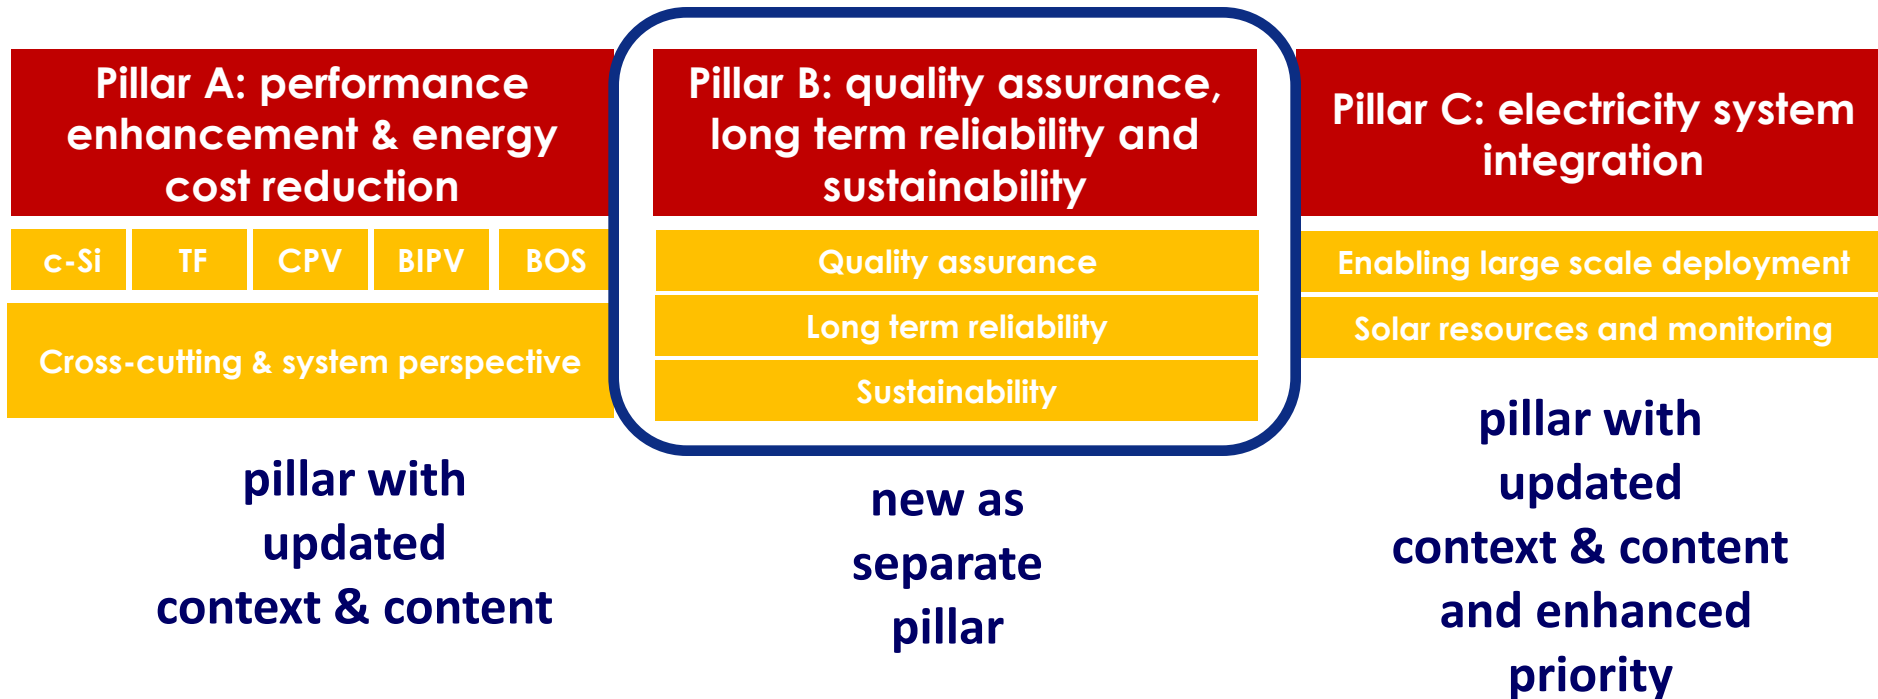 Pillar A: performance
enhancement & energy
cost reduction
c-Si
TF
CPV
BIPV
BOS
Cross-cutting & system perspective
pillar with
updated
context & content
Pillar B: quality assurance,
long term reliability and
sustainability
Quality assurance
Long term reliability
Sustainability
new as
separate
pillar
Pillar C: electricity system
integration
Enabling large scale deployment
Solar resources and monitoring
pillar with
updated
context & content
and enhanced
priority